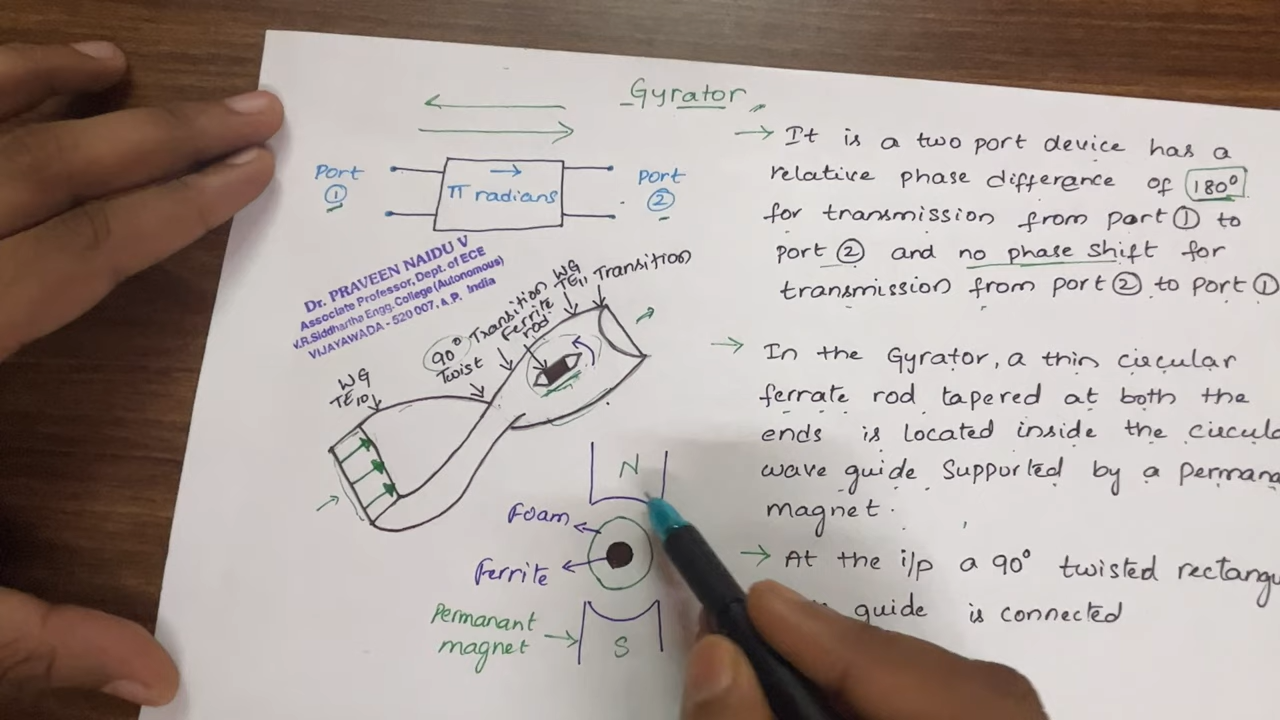 Gyrator
Port
①
π radians
Port
②
Dr. PRAVEEN NAIDU V
Associate Professor, Dept. of ECE
V.R.Siddhartha Engg.College (Autonomous)
VIJAYAWADA - 520 007. A.P. India
WG
TE10
90°
Twist
Transition
Ferrite
rod
WG
TE11
Transition
N
Foam
Ferrite
Permanant
magnet
S
→ It is a two port device has a
relative phase difference of 180°
for transmission from port ① to
port ② and no phase shift for
transmission from port ② to port ①
→ In the Gyrator, a thin circular
ferrate rod tapered at both the
ends is located inside the circula
wave guide supported by a permana
magnet.
→ At the i/p a 90° twisted rectangu
guide is connected